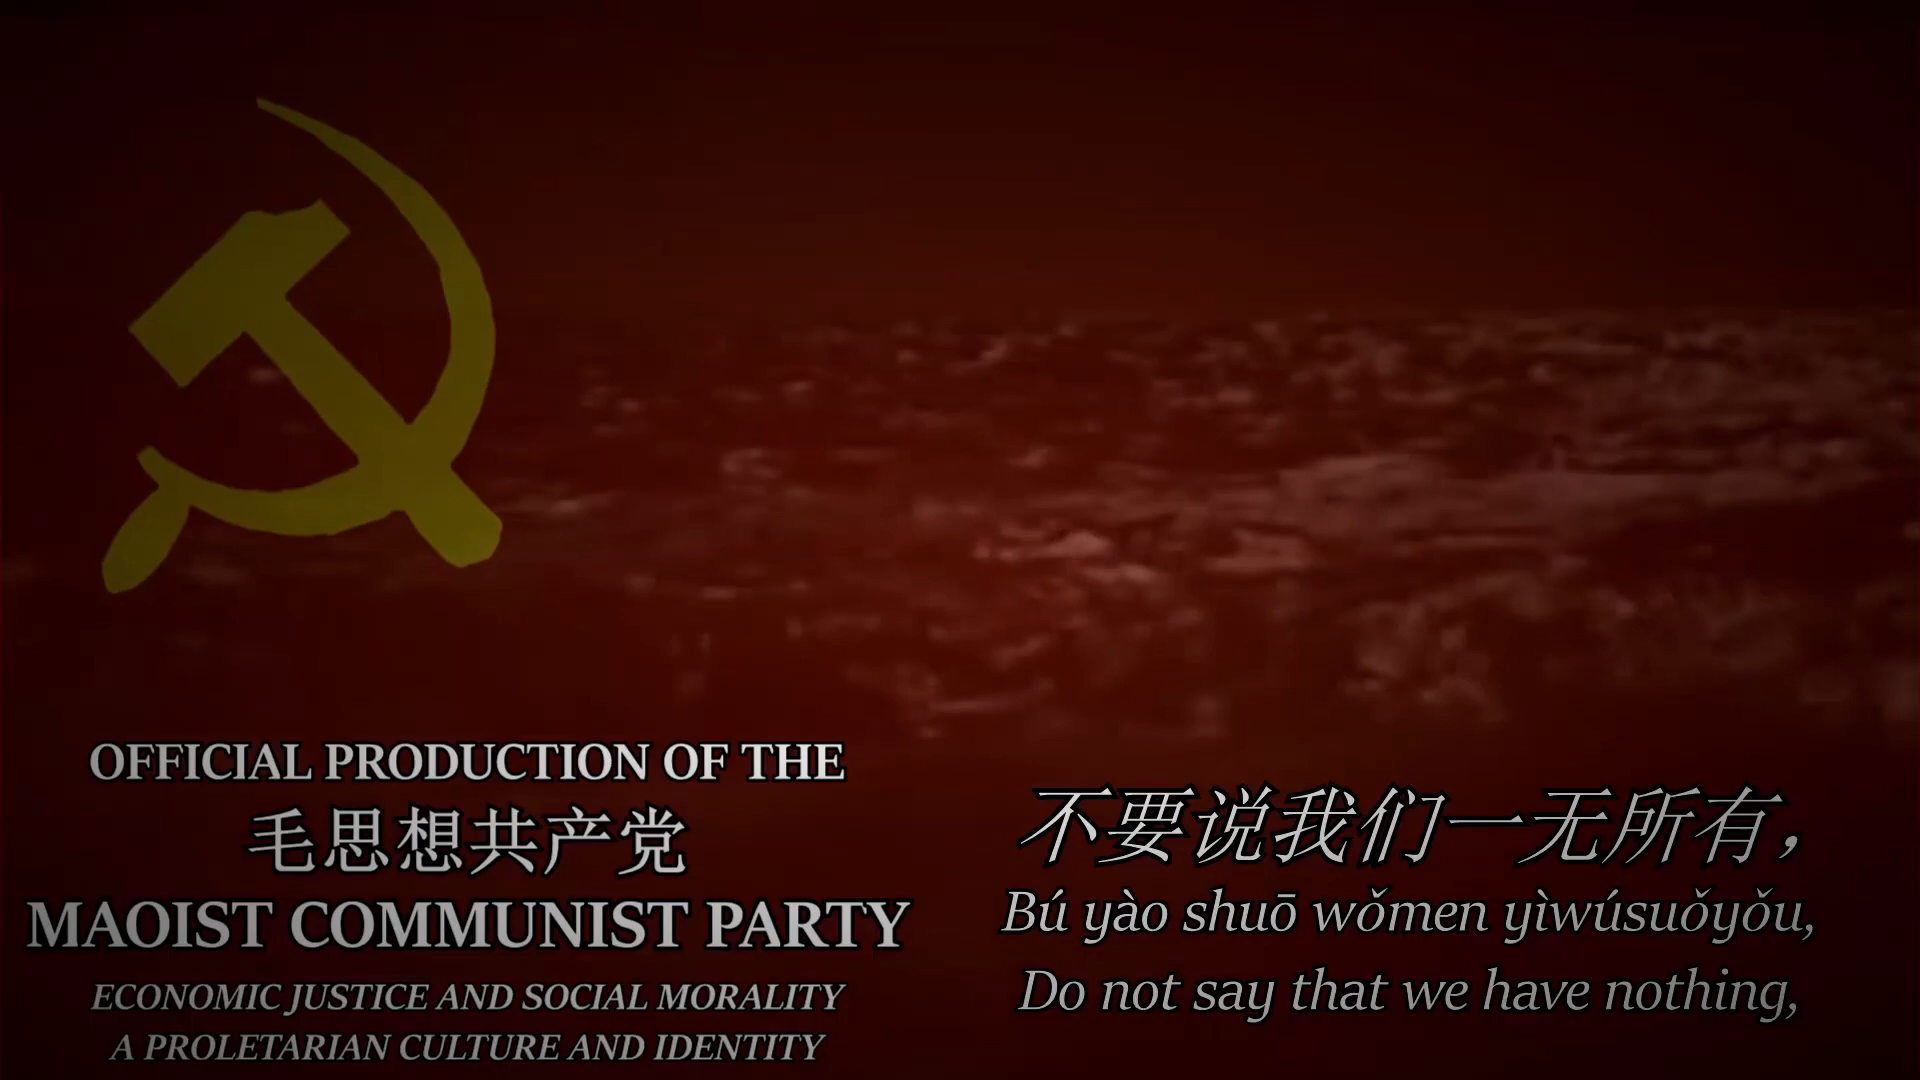 OFFICIAL PRODUCTION OF THE
毛思想共产党
MAOIST COMMUNIST PARTY
ECONOMIC JUSTICE AND SOCIAL MORALITY
A PROLETARIAN CULTURE AND IDENTITY
不要说我们一无所有，
Bú yào shuō wǒmen yìwúsuǒyǒu,
Do not say that we have nothing,